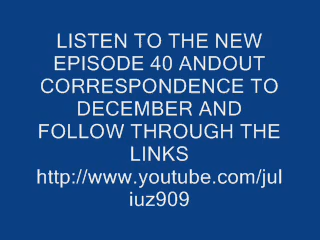 LISTEN TO THE NEW
EPISODE 40 ANDOUT
CORRESPONDENCE TO
DECEMBER AND
FOLLOW THROUGH THE
LINKS
http://www.youtube.com/jul
iuz909